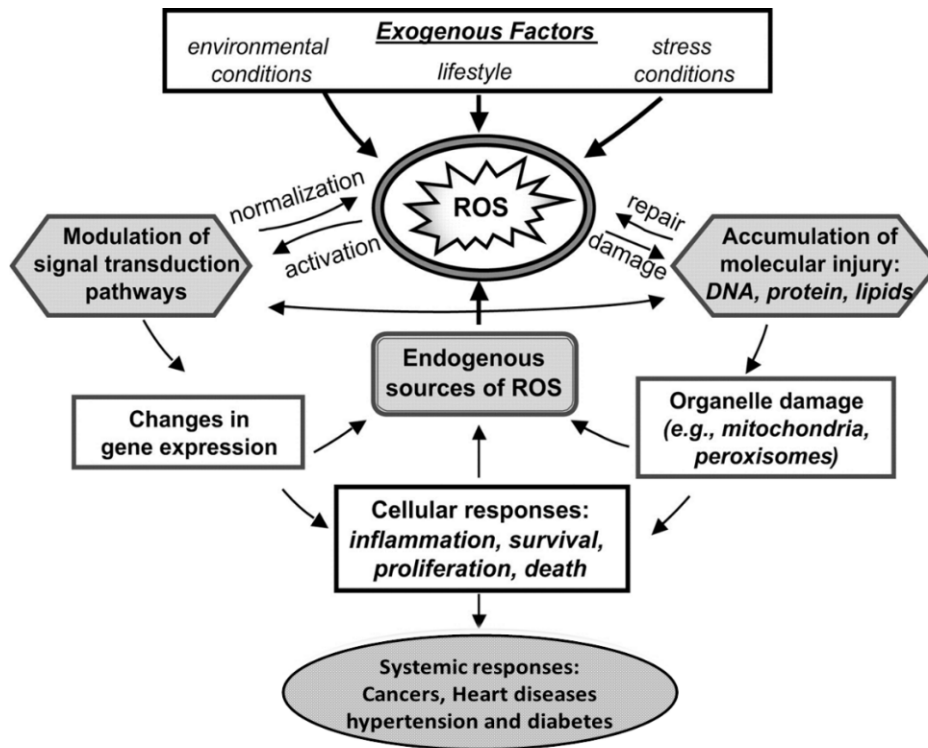 Exogenous Factors
environmental
conditions
lifestyle
stress
conditions
ROS
normalization
activation
repair
damage
Modulation of
signal transduction
pathways
Accumulation of
molecular injury:
DNA, protein, lipids
Endogenous
sources of ROS
Changes in
gene expression
Organelle damage
(e.g., mitochondria,
peroxisomes)
Cellular responses:
inflammation, survival,
proliferation, death
Systemic responses:
Cancers, Heart diseases
hypertension and diabetes